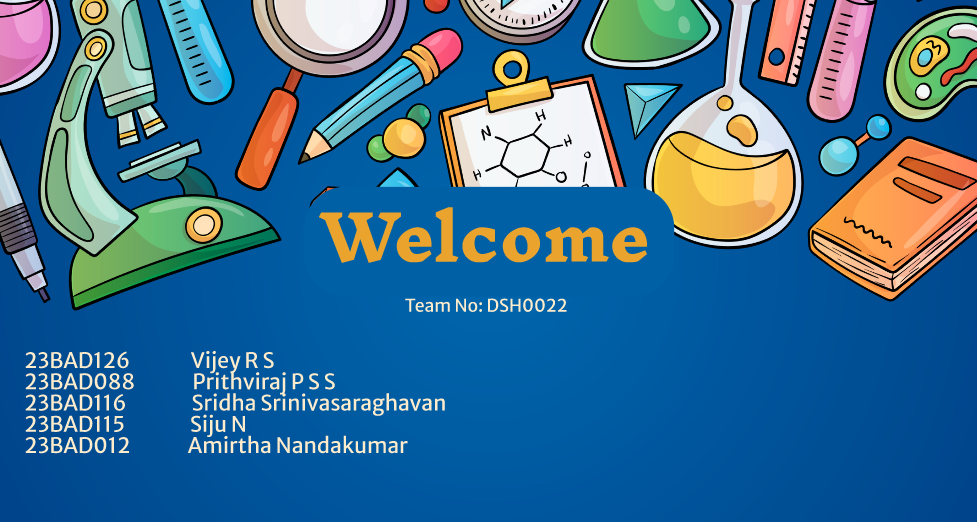 N
H
H
H
O
Welcome
Team No: DSH0022
23BAD126 Vijey R S
23BAD088 Prithviraj P S S
23BAD116 Sridha Srinivasaraghavan
23BAD115 Siju N
23BAD012 Amirtha Nandakumar